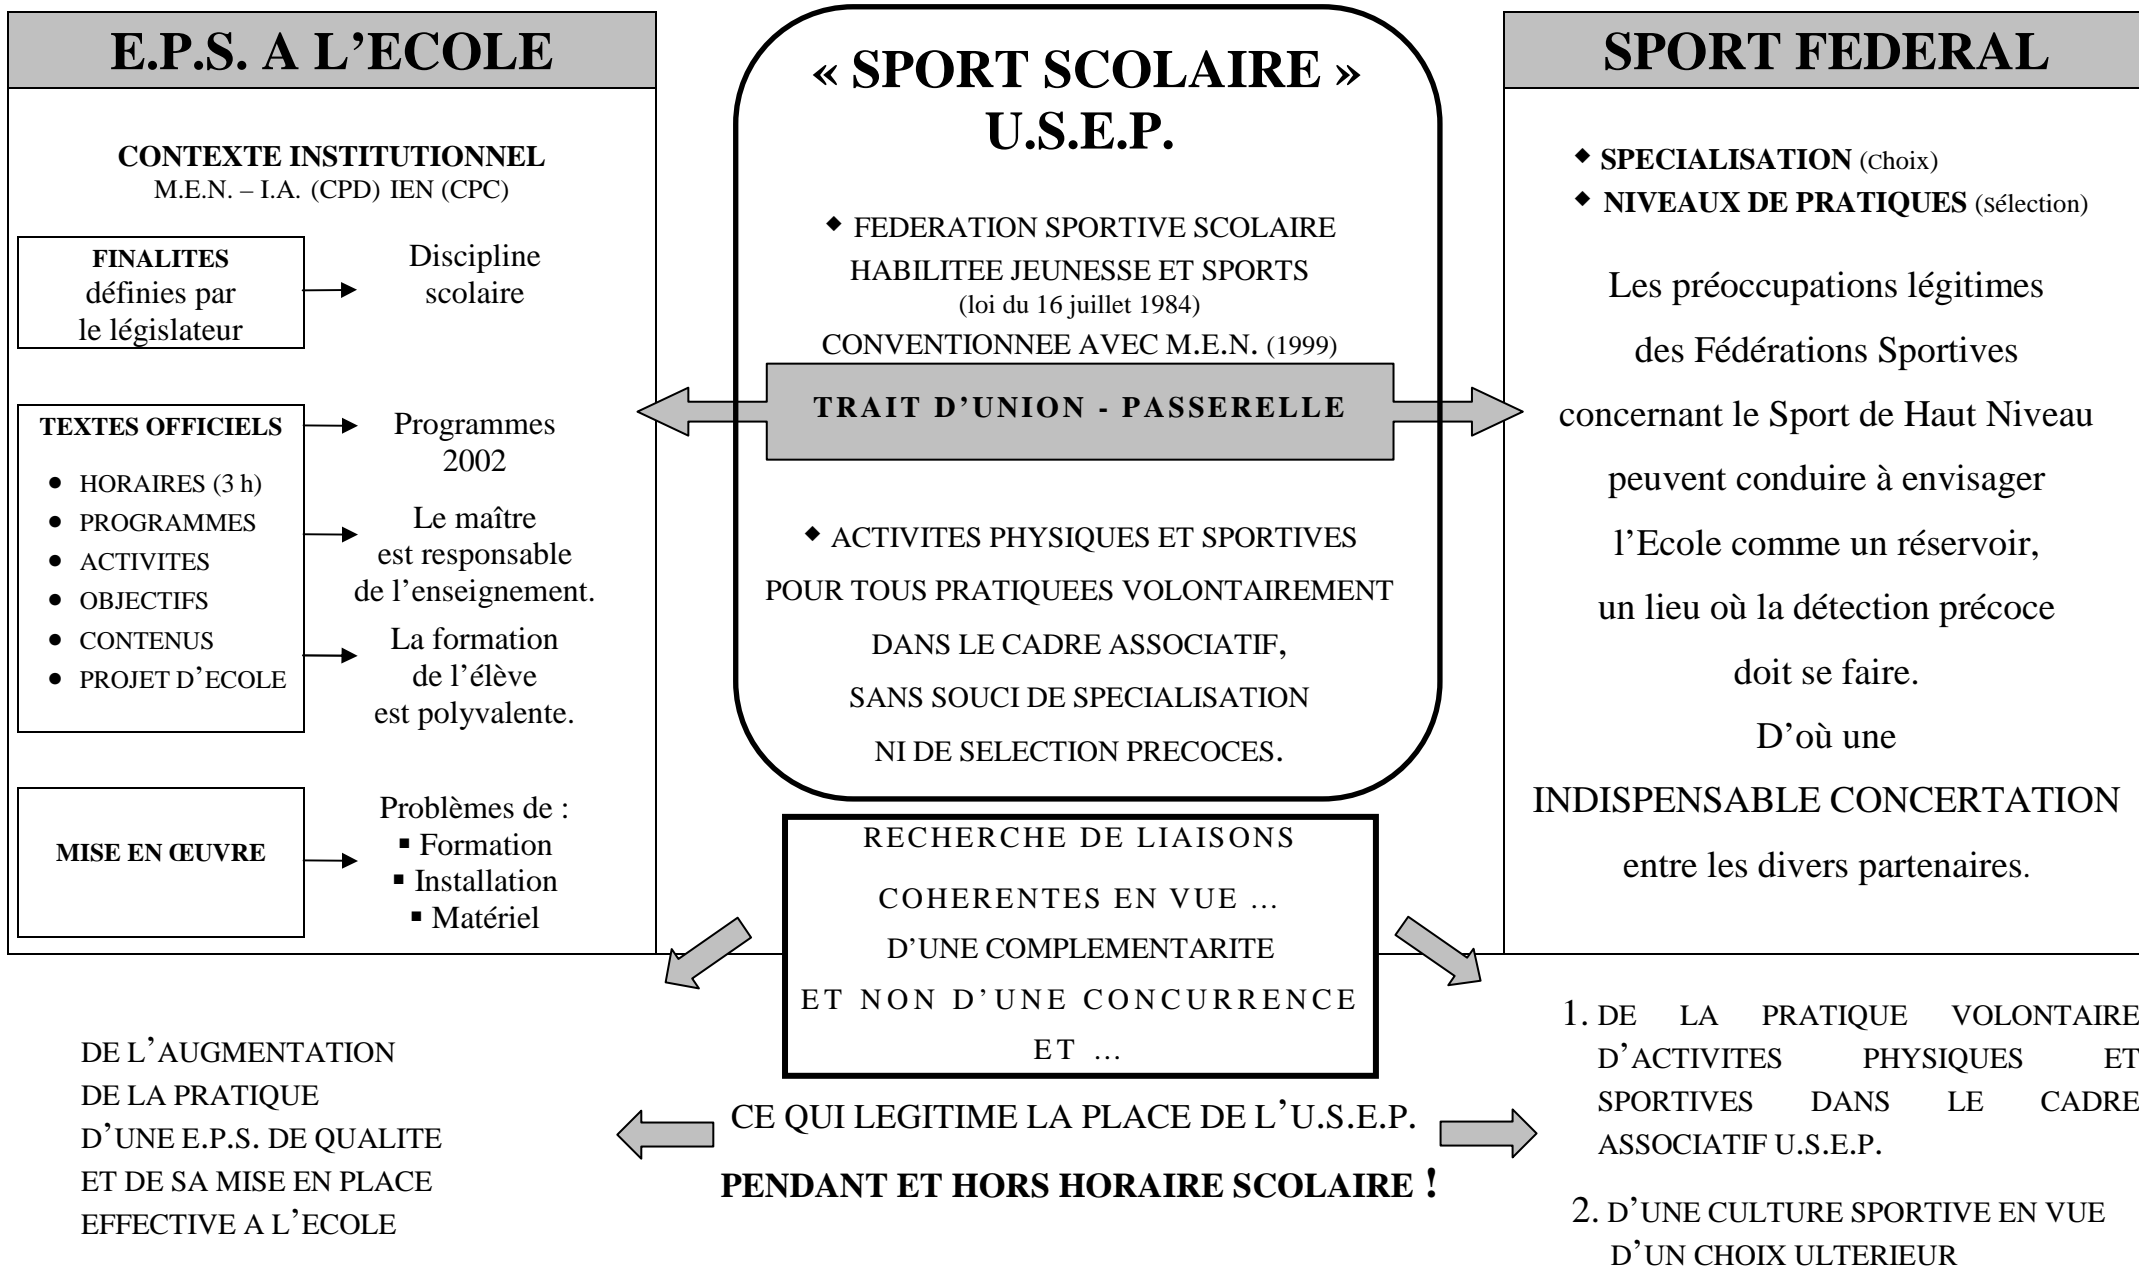 E.P.S. A L’ECOLE
CONTEXTE INSTITUTIONNEL
M.E.N. – I.A. (CPD) IEN (CPC)
FINALITES
définies par
le législateur
Discipline
scolaire
TEXTES OFFICIELS
• HORAIRES (3 h)
• PROGRAMMES
• ACTIVITES
• OBJECTIFS
• CONTENUS
• PROJET D’ECOLE
Programmes
2002
Le maître
est responsable
de l’enseignement.
La formation
de l’élève
est polyvalente.
MISE EN ŒUVRE
Problèmes de :
▪ Formation
▪ Installation
▪ Matériel
« SPORT SCOLAIRE »
U.S.E.P.
◆ FEDERATION SPORTIVE SCOLAIRE
HABILITEE JEUNESSE ET SPORTS
(loi du 16 juillet 1984)
CONVENTIONNEE AVEC M.E.N. (1999)
TRAIT D’UNION - PASSERELLE
◆ ACTIVITES PHYSIQUES ET SPORTIVES
POUR TOUS PRATIQUEES VOLONTAIREMENT
DANS LE CADRE ASSOCIATIF,
SANS SOUCI DE SPECIALISATION
NI DE SELECTION PRECOCES.
SPORT FEDERAL
◆ SPECIALISATION (Choix)
◆ NIVEAUX DE PRATIQUES (Sélection)
Les préoccupations légitimes
des Fédérations Sportives
concernant le Sport de Haut Niveau
peuvent conduire à envisager
l’Ecole comme un réservoir,
un lieu où la détection précoce
doit se faire.
D’où une
INDISPENSABLE CONCERTATION
entre les divers partenaires.
RECHERCHE DE LIAISONS
COHERENTES EN VUE …
D’UNE COMPLEMENTARITE
ET NON D’UNE CONCURRENCE
ET …
DE L’AUGMENTATION
DE LA PRATIQUE
D’UNE E.P.S. DE QUALITE
ET DE SA MISE EN PLACE
EFFECTIVE A L’ECOLE
CE QUI LEGITIME LA PLACE DE L’U.S.E.P.
PENDANT ET HORS HORAIRE SCOLAIRE !
1. DE LA PRATIQUE VOLONTAIRE
D’ACTIVITES PHYSIQUES ET
SPORTIVES DANS LE CADRE
ASSOCIATIF U.S.E.P.
2. D’UNE CULTURE SPORTIVE EN VUE
D’UN CHOIX ULTERIEUR